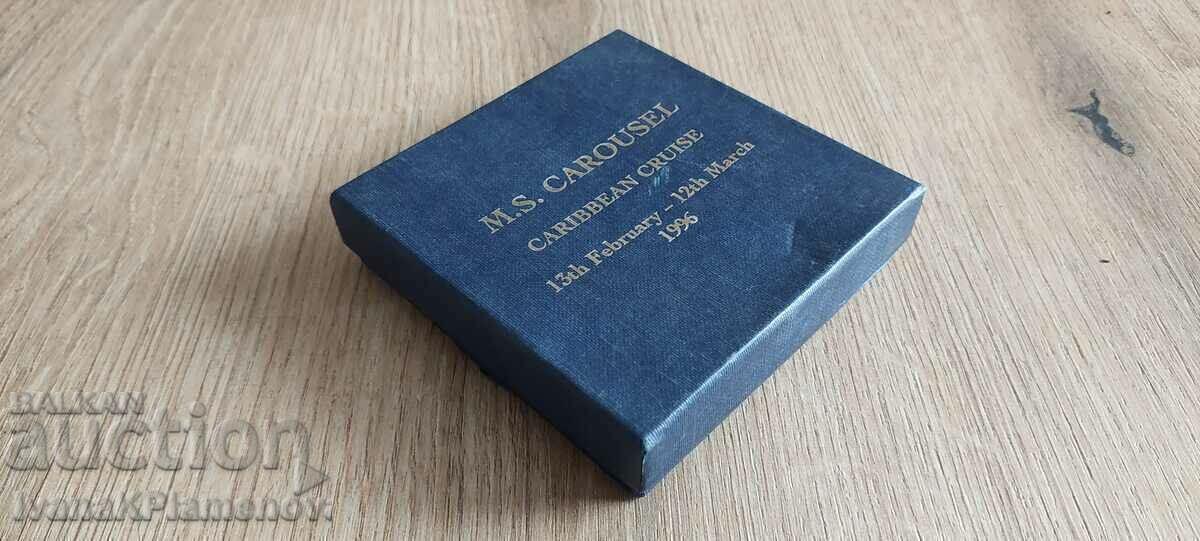 M.S. CAROUSEL
CARIBBEAN CRUISE
13th February - 12th March
1996
BALKAN
auction
IvanaKPlamenov.